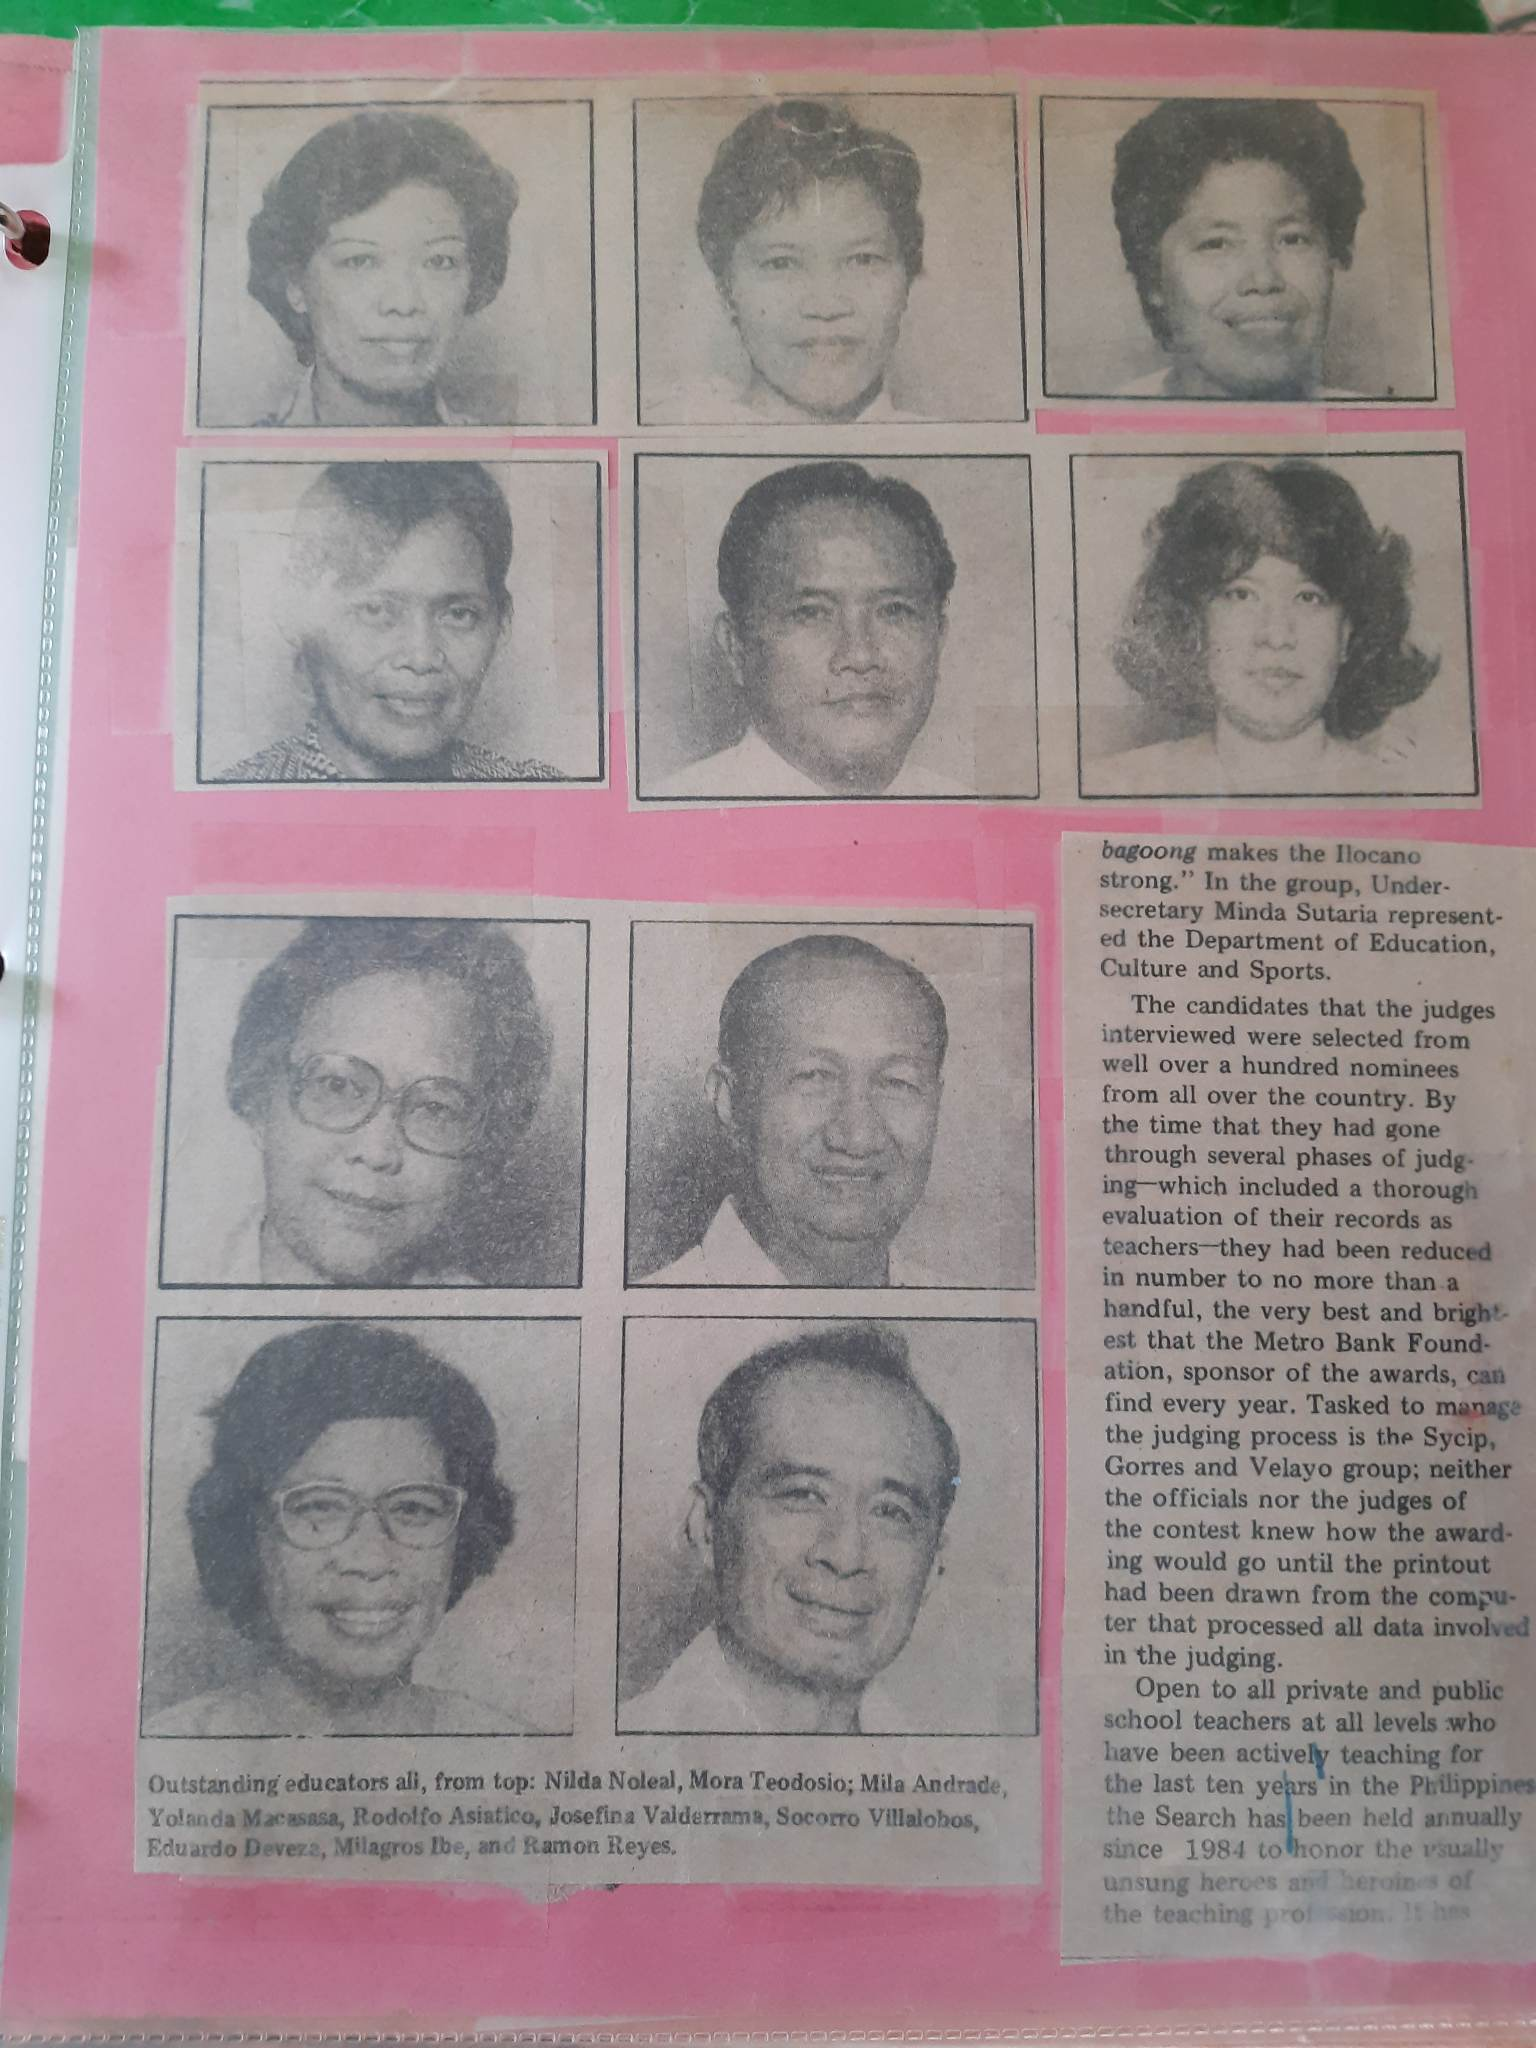 bagoong makes the Ilocano
strong." In the group, Under-
secretary Minda Sutaria represent-
ed the Department of Education,
Culture and Sports.
The candidates that the judges
interviewed were selected from
well over a hundred nominees
from all over the country. By
the time that they had gone
through several phases of judg-
ing—which included a thorough
evaluation of their records as
teachers—they had been reduced
in number to no more than a
handful, the very best and bright-
est that the Metro Bank Found-
ation, sponsor of the awards, can
find every year. Tasked to manage
the judging process is the Sycip,
Gorres and Velayo group; neither
the officials nor the judges of
the contest knew how the award-
ing would go until the printout
had been drawn from the compu-
ter that processed all data involved
in the judging.
Open to all private and public
school teachers at all levels who
have been actively teaching for
the last ten years in the Philippines
the Search has been held annually
since 1984 to honor the usually
unsung heroes and heroines of
the teaching profession. It has
Outstanding educators all, from top: Nilda Noleal, Mora Teodosio; Mila Andrade,
Yolanda Macasasa, Rodolfo Asiatico, Josefina Valderrama, Socorro Villalobos,
Eduardo Deveza, Milagros Ibe, and Ramon Reyes.